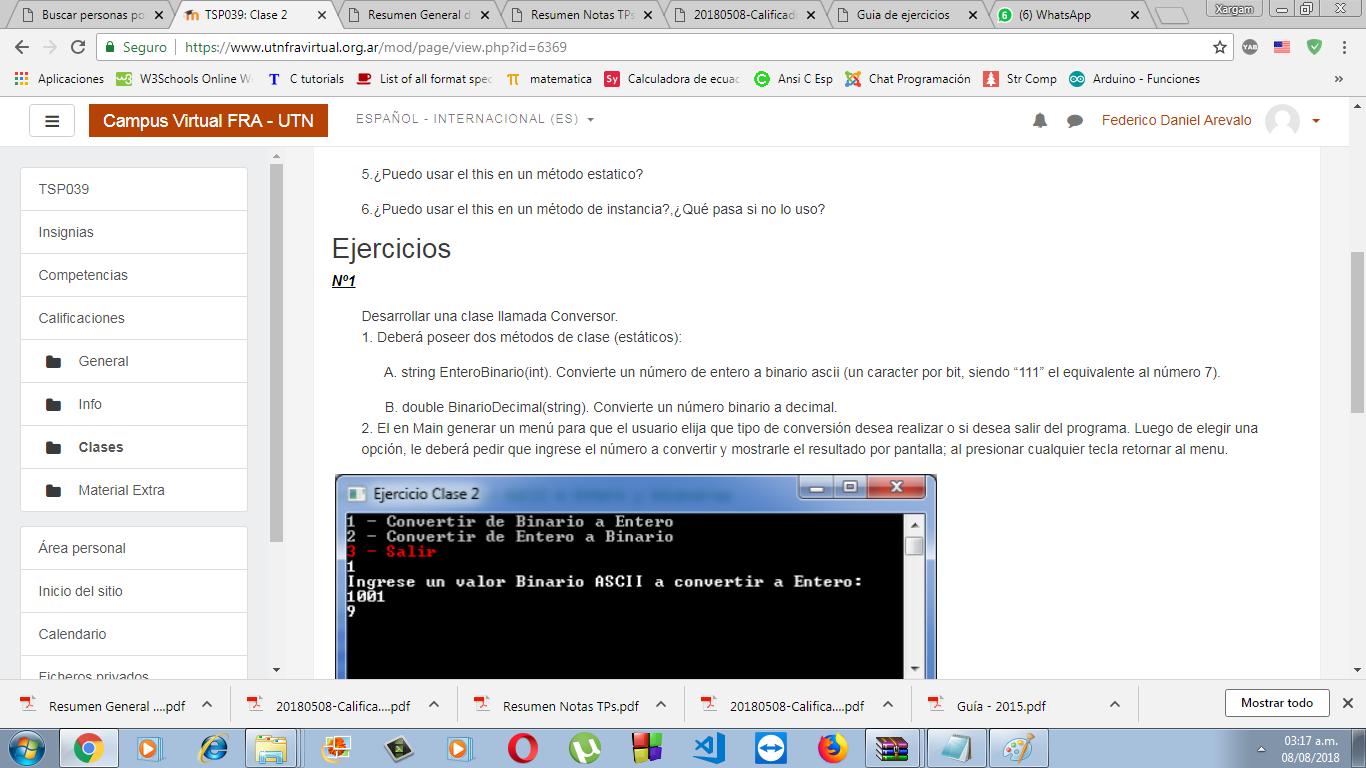 Buscar personas po
TSP039: Clase 2
Resumen General d
Resumen Notas TPs
20180508-Calificad
Guia de ejercicios
(6) WhatsApp
Xargam
Seguro
https://www.utnfravirtual.org.ar/mod/page/view.php?id=6369
YAB
Aplicaciones
W3Schools Online W
C tutorials
List of all format spec
matematica
Calculadora de ecuac
Ansi C Esp
Chat Programación
Str Comp
Arduino - Funciones
»
Campus Virtual FRA - UTN
ESPAÑOL - INTERNACIONAL (ES)
Federico Daniel Arevalo
TSP039
Insignias
Competencias
Calificaciones
General
Info
Clases
Material Extra
Área personal
Inicio del sitio
Calendario
Ficheros privados
5.¿Puedo usar el this en un método estatico?
6.¿Puedo usar el this en un método de instancia?,¿Qué pasa si no lo uso?
Ejercicios
Nº1
Desarrollar una clase llamada Conversor.
1. Deberá poseer dos métodos de clase (estáticos):
A. string EnteroBinario(int). Convierte un número de entero a binario ascii (un caracter por bit, siendo “111” el equivalente al número 7).
B. double BinarioDecimal(string). Convierte un número binario a decimal.
2. El en Main generar un menú para que el usuario elija que tipo de conversión desea realizar o si desea salir del programa. Luego de elegir una
opción, le deberá pedir que ingrese el número a convertir y mostrarle el resultado por pantalla; al presionar cualquier tecla retornar al menu.
Ejercicio Clase 2
1 - Convertir de Binario a Entero
2 - Convertir de Entero a Binario
3 - Salir
1
Ingrese un valor Binario ASCII a convertir a Entero:
1001
9
Resumen General ....pdf
20180508-Califica....pdf
Resumen Notas TPs.pdf
20180508-Califica....pdf
Guía - 2015.pdf
Mostrar todo
03:17 a.m.
08/08/2018